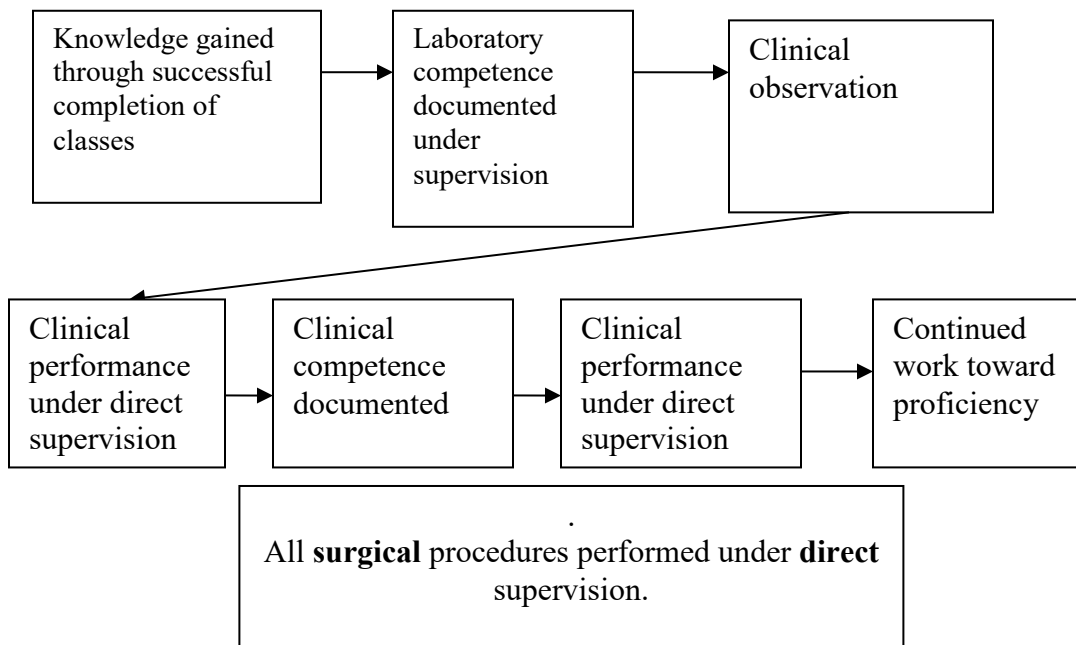 Knowledge gained
through successful
completion of
classes
Laboratory
competence
documented
under
supervision
Clinical
observation
Clinical
performance
under direct
supervision
Clinical
competence
documented
Clinical
performance
under direct
supervision
Continued
work toward
proficiency
.
All surgical procedures performed under direct
supervision.